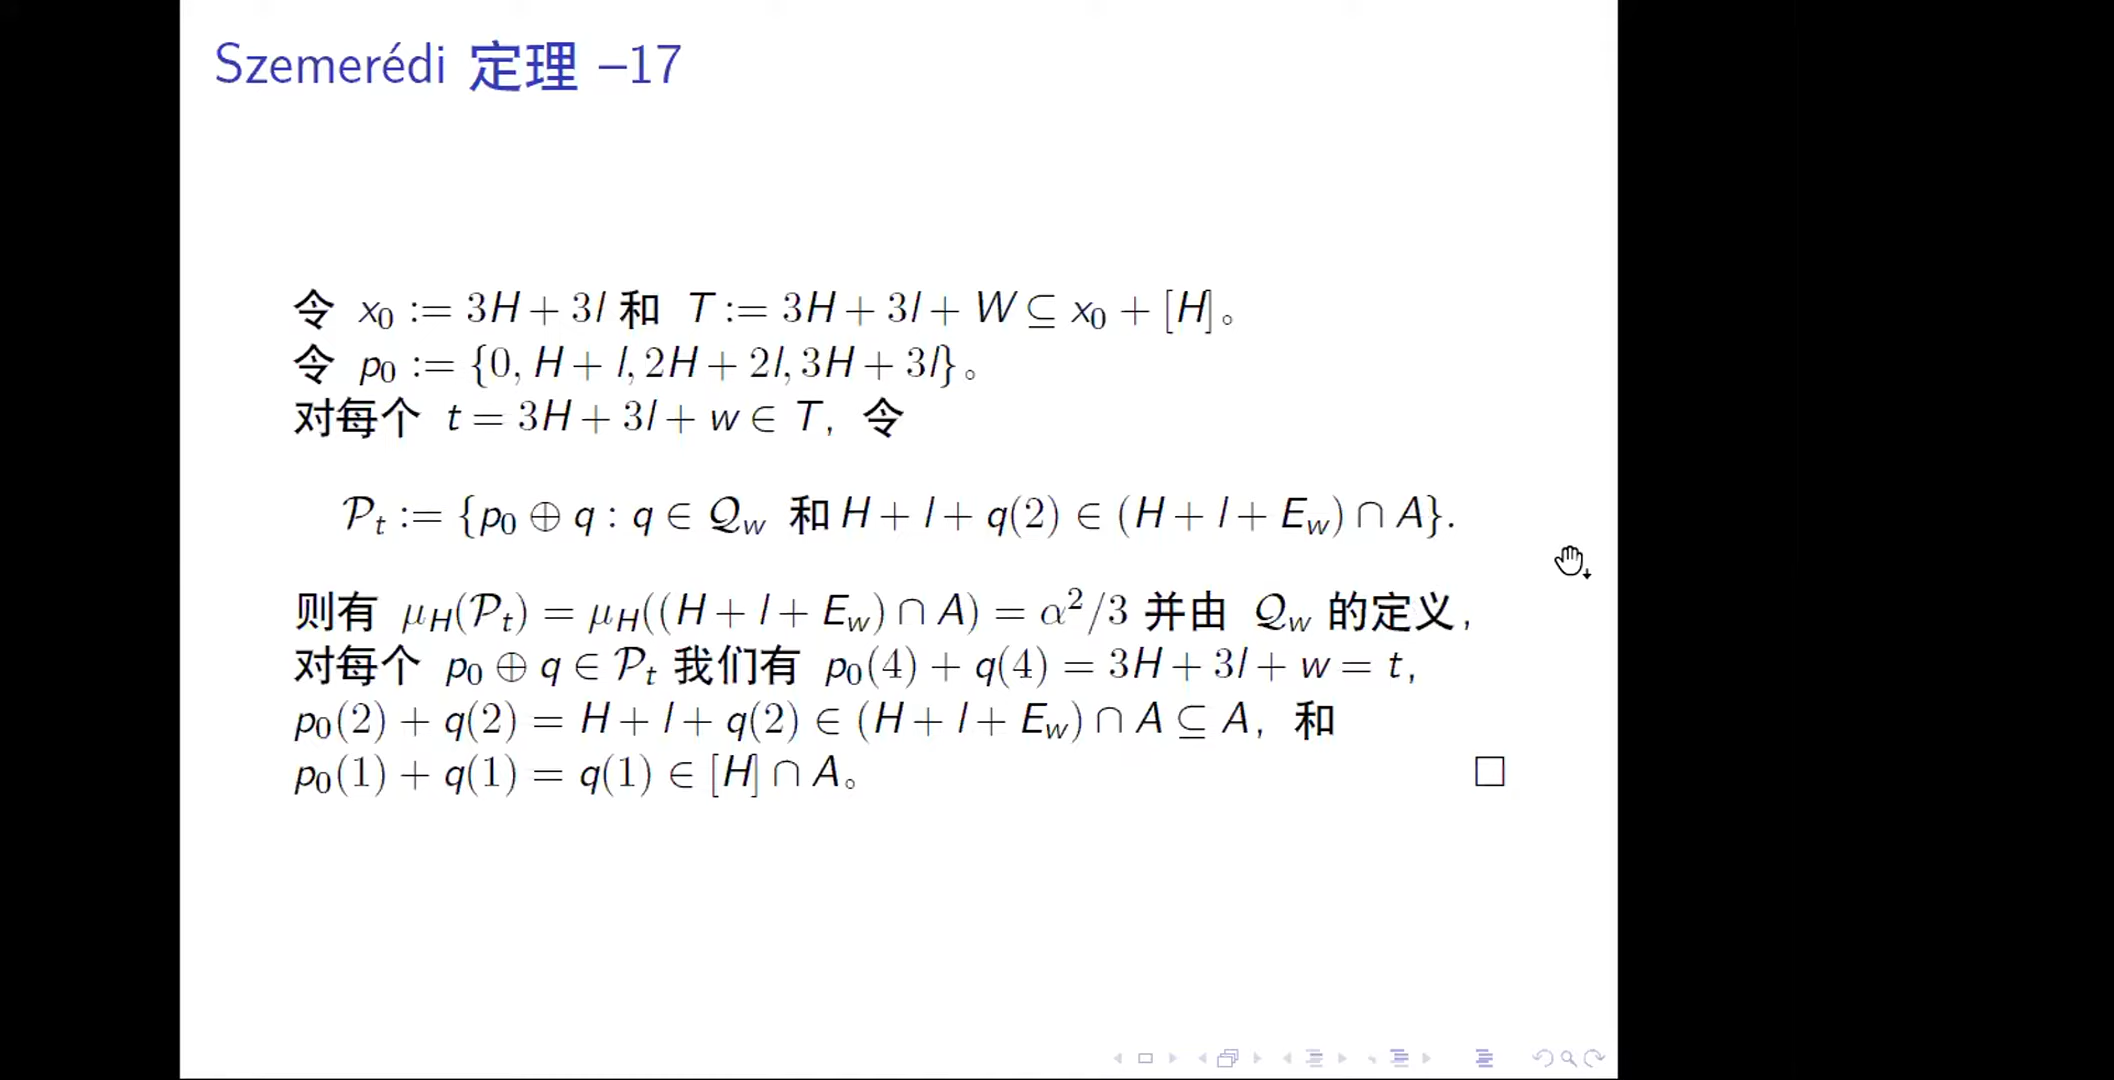 Szemerédi 定理 –17
令 x₀ := 3H + 3l 和 T := 3H + 3l + W ⊆ x₀ + [H]。
令 p₀ := {0, H + l, 2H + 2l, 3H + 3l}。
对每个 t = 3H + 3l + w ∈ T, 令
𝒫ₜ := {p₀ ⊕ q : q ∈ 𝒬_w 和 H + l + q(2) ∈ (H + l + E_w) ∩ A}.
则有 μ_H(𝒫ₜ) = μ_H((H + l + E_w) ∩ A) = α²/3 并由 𝒬_w 的定义,
对每个 p₀ ⊕ q ∈ 𝒫ₜ 我们有 p₀(4) + q(4) = 3H + 3l + w = t,
p₀(2) + q(2) = H + l + q(2) ∈ (H + l + E_w) ∩ A ⊆ A, 和
p₀(1) + q(1) = q(1) ∈ [H] ∩ A。 □